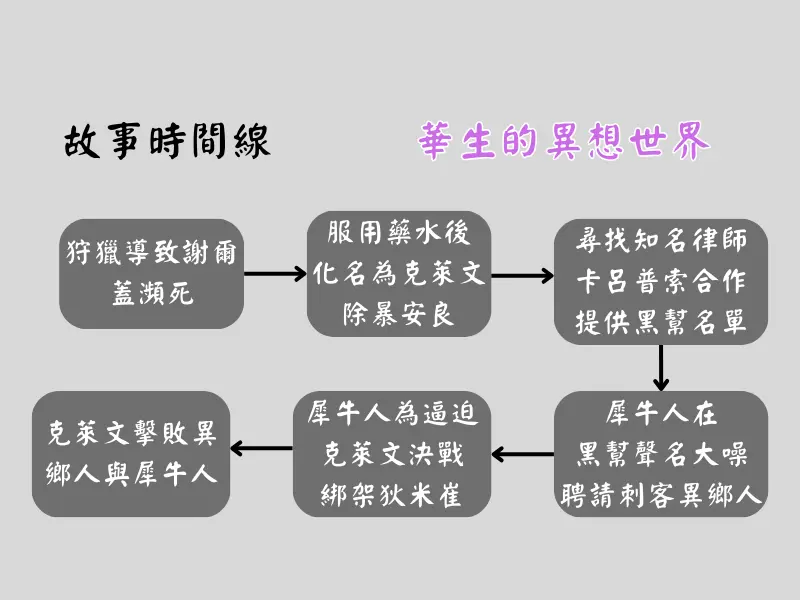 故事時間線
華生的異想世界
狩獵導致謝爾
蓋瀕死
服用藥水後
化名為克萊文
除暴安良
尋找知名律師
卡呂普索合作
提供黑幫名單
犀牛人在
黑幫聲名大噪
聘請刺客異鄉人
犀牛人為逼迫
克萊文決戰
綁架狄米崔
克萊文擊敗異
鄉人與犀牛人